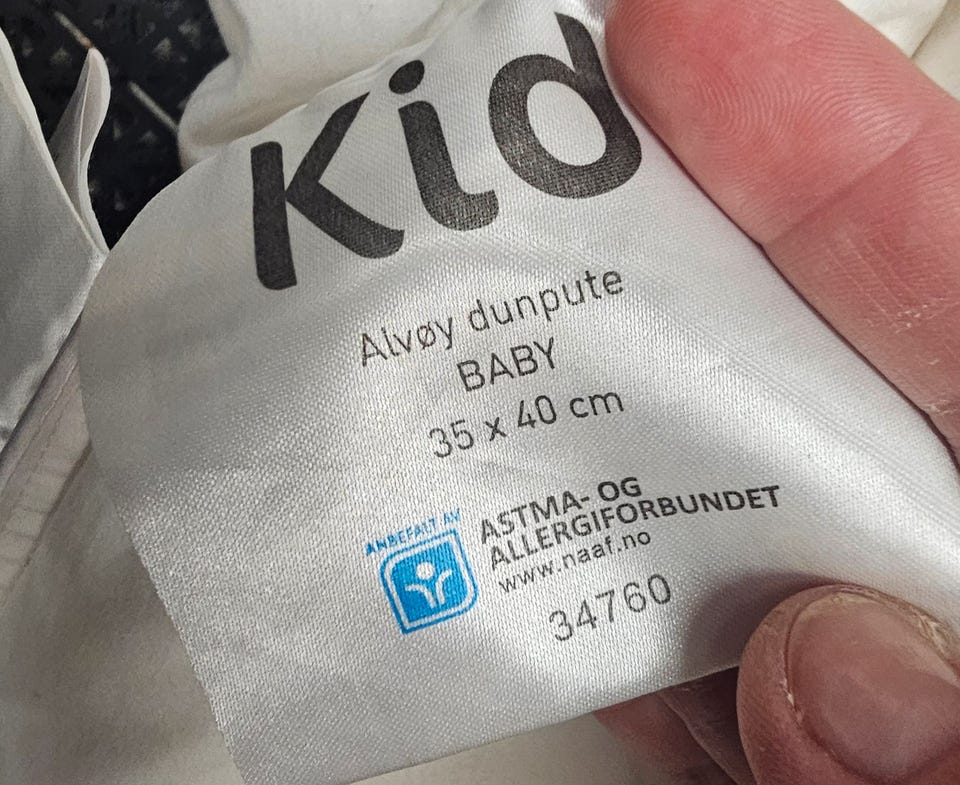 Kid
Alvøy dunpute
BABY
35 x 40 cm
ANBEFALT AV
ASTMA- OG
ALLERGIFORBUNDET
www.naaf.no
34760